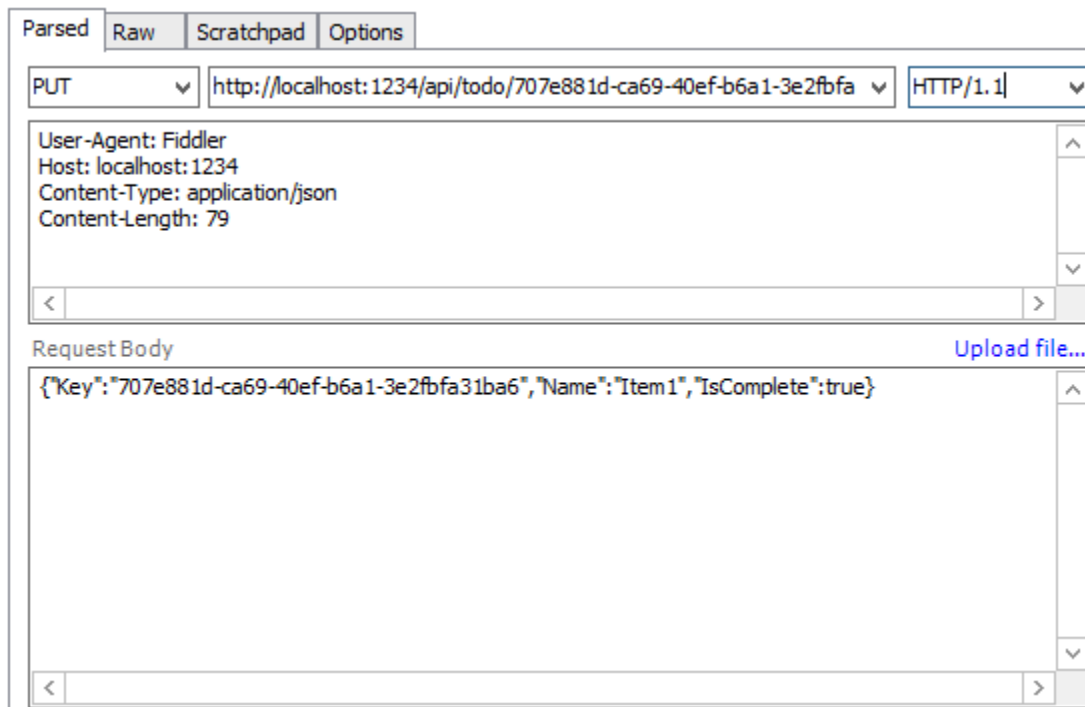 Parsed Raw Scratchpad Options
PUT http://localhost:1234/api/todo/707e881d-ca69-40ef-b6a1-3e2fbfa HTTP/1.1
User-Agent: Fiddler
Host: localhost:1234
Content-Type: application/json
Content-Length: 79
Request Body Upload file...
{"Key":"707e881d-ca69-40ef-b6a1-3e2fbfa31ba6","Name":"Item1","IsComplete":true}